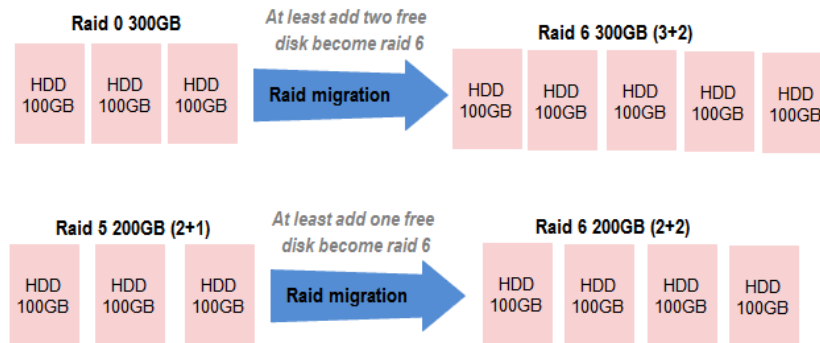 Raid 0 300GB
At least add two free
disk become raid 6
Raid 6 300GB (3+2)
HDD
100GB
HDD
100GB
HDD
100GB
Raid migration
HDD
100GB
HDD
100GB
HDD
100GB
HDD
100GB
HDD
100GB
Raid 5 200GB (2+1)
At least add one free
disk become raid 6
Raid 6 200GB (2+2)
HDD
100GB
HDD
100GB
HDD
100GB
Raid migration
HDD
100GB
HDD
100GB
HDD
100GB
HDD
100GB